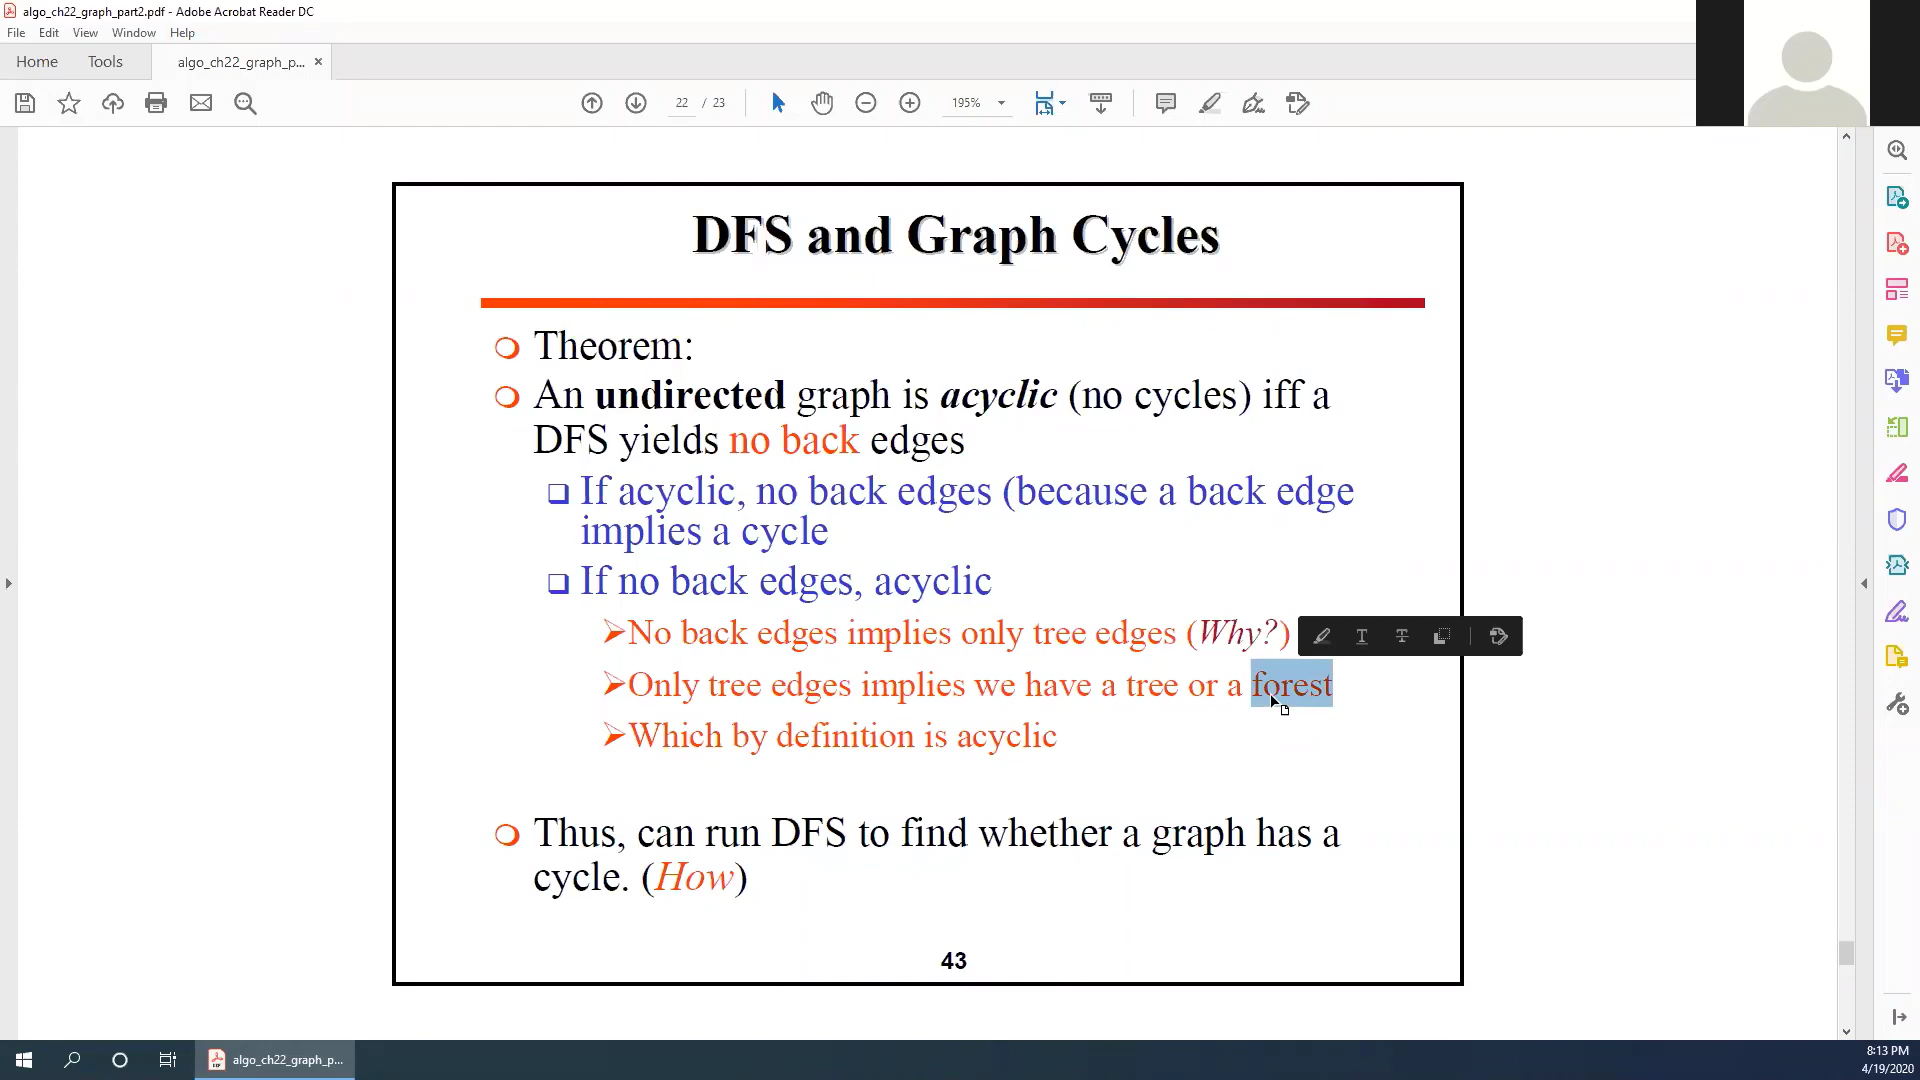 algo_ch22_graph_part2.pdf - Adobe Acrobat Reader DC
File Edit View Window Help
Home Tools algo_ch22_graph_p... ×
22 / 23 195%
DFS and Graph Cycles
Theorem:
An undirected graph is acyclic (no cycles) iff a
DFS yields no back edges
If acyclic, no back edges (because a back edge
implies a cycle
If no back edges, acyclic
No back edges implies only tree edges (Why?)
Only tree edges implies we have a tree or a forest
Which by definition is acyclic
Thus, can run DFS to find whether a graph has a
cycle. (How)
43
algo_ch22_graph_p...
8:13 PM
4/19/2020